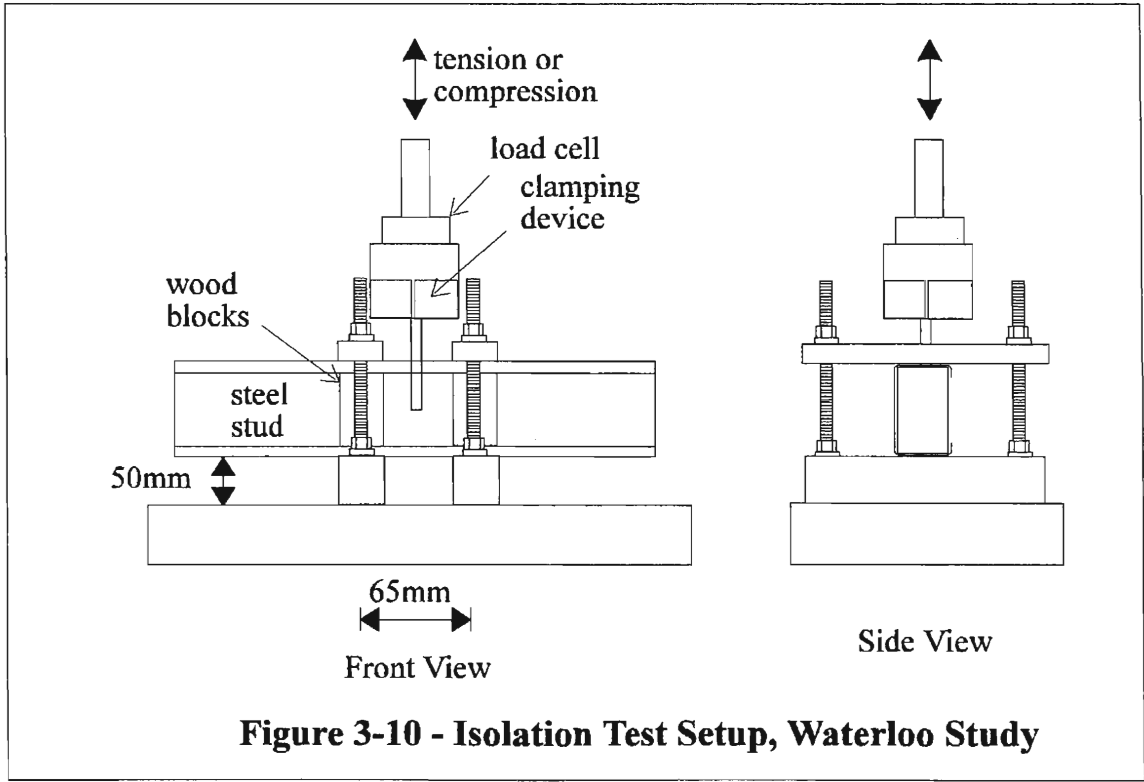 tension or
compression
load cell
clamping
device
wood
blocks
steel
stud
50mm
65mm
Front View
Side View
Figure 3-10 - Isolation Test Setup, Waterloo Study